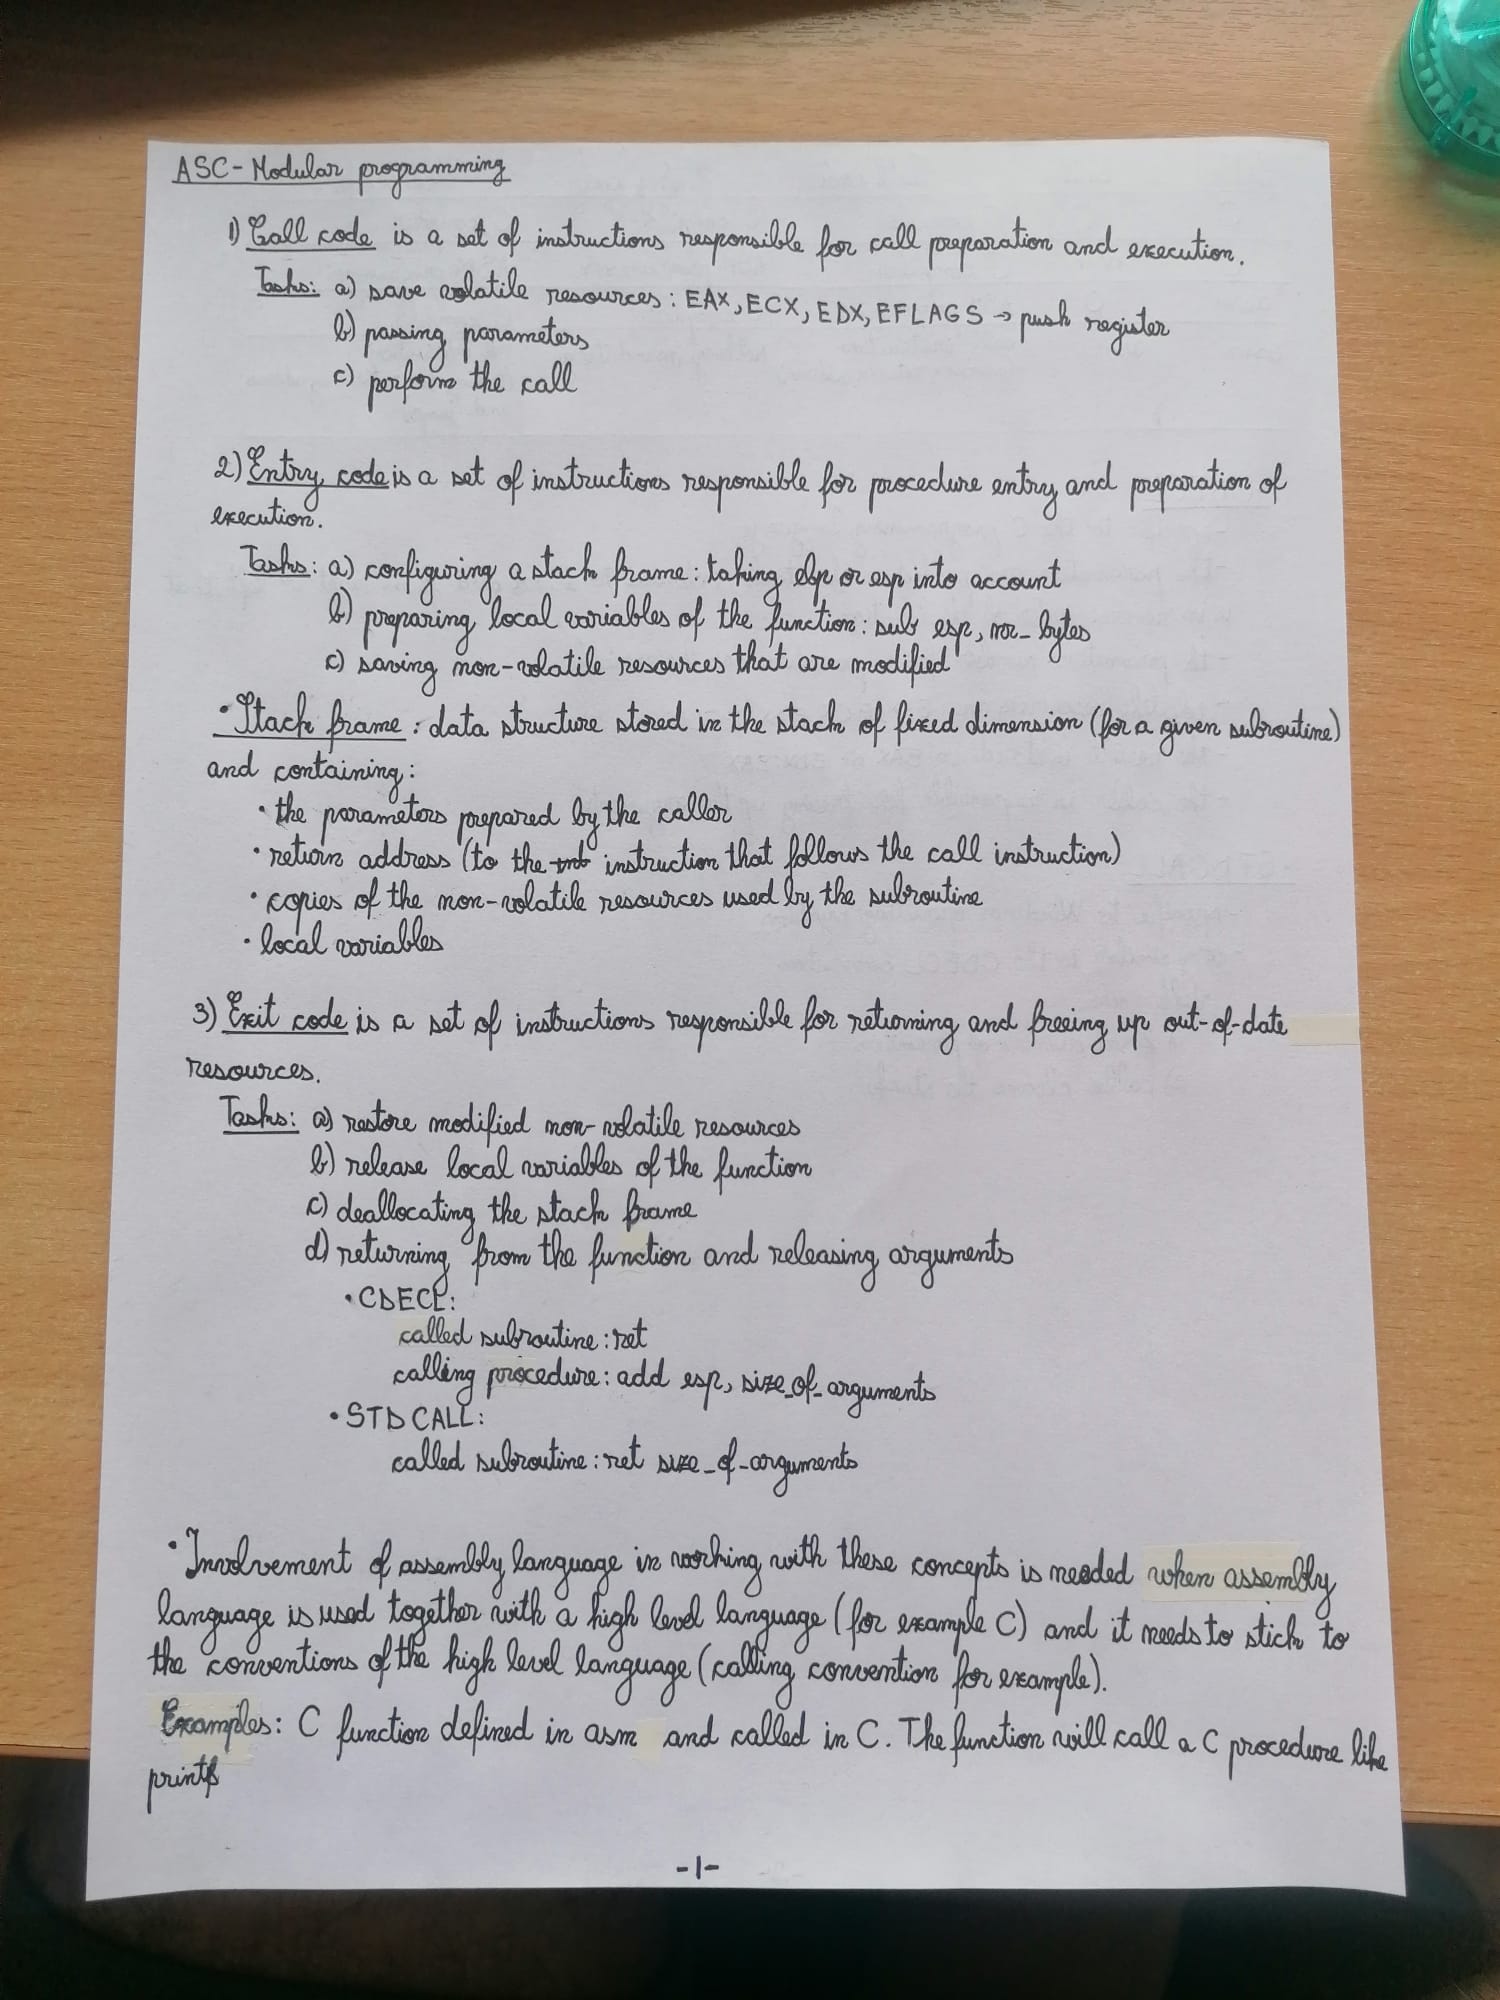 ASC - Modular programming
1) Call code is a set of instructions responsible for call preparation and execution.
Tasks: a) save volatile resources: EAX, ECX, EDX, EFLAGS → push register
b) passing parameters
c) perform the call
2) Entry code is a set of instructions responsible for procedure entry and preparation of
execution.
Tasks: a) configuring a stack frame: taking ebp or esp into account
b) preparing local variables of the function: sub esp, nr_bytes
c) saving non-volatile resources that are modified
• Stack frame: data structure stored in the stack of fixed dimension (for a given subroutine)
and containing:
• the parameters prepared by the caller
• return address (to the instruction that follows the call instruction)
• copies of the non-volatile resources used by the subroutine
• local variables
3) Exit code is a set of instructions responsible for returning and freeing up out-of-date
resources.
Tasks: a) restore modified non-volatile resources
b) release local variables of the function
c) deallocating the stack frame
d) returning from the function and releasing arguments
• CDECL:
called subroutine: ret
calling procedure: add esp, size_of_arguments
• STDCALL:
called subroutine: ret size_of_arguments
• Involvement of assembly language in working with these concepts is needed when assembly
language is used together with a high level language (for example C) and it needs to stick to
the conventions of the high level language (calling convention for example).
Examples: C function defined in asm and called in C. The function will call a C procedure like
printf
-1-